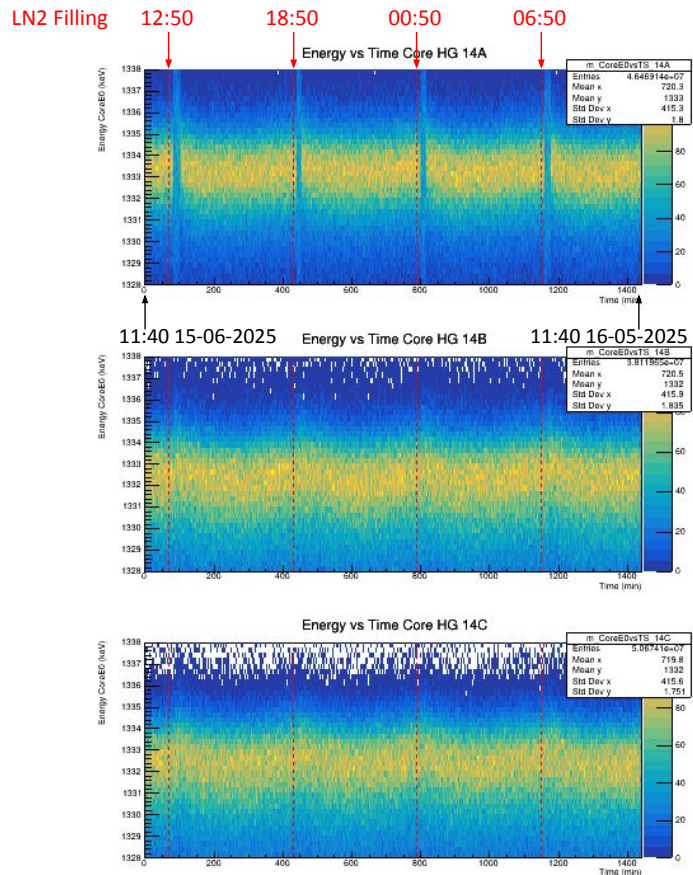 LN2 Filling 12:50 18:50 00:50 06:50
Energy vs Time Core HG 14A
m_CoreE0vsTS_14A
Entries 4.646914e+07
Mean x 720.3
Mean y 1333
Std Dev x 415.3
Std Dev y 1.8
Energy CoreE0 (keV)
1338
1337
1336
1335
1334
1333
1332
1331
1330
1329
1328
80
60
40
20
0
0 200 400 600 800 1000 1200 1400
Time (min)
11:40 15-06-2025 11:40 16-05-2025
Energy vs Time Core HG 14B
m_CoreE0vsTS_14B
Entries 3.811965e+07
Mean x 720.5
Mean y 1332
Std Dev x 415.9
Std Dev y 1.835
Energy CoreE0 (keV)
1338
1337
1336
1335
1334
1333
1332
1331
1330
1329
1328
60
40
20
0
0 200 400 600 800 1000 1200 1400
Time (min)
Energy vs Time Core HG 14C
m_CoreE0vsTS_14C
Entries
Mean x 719.8
Mean y 1332
Std Dev x 415.6
Std Dev y 1.751
Energy CoreE0 (keV)
1338
1337
1336
1335
1334
1333
1332
1331
1330
1329
1328
80
60
40
20
0
0 200 400 600 800 1000 1200 1400
Time (min)